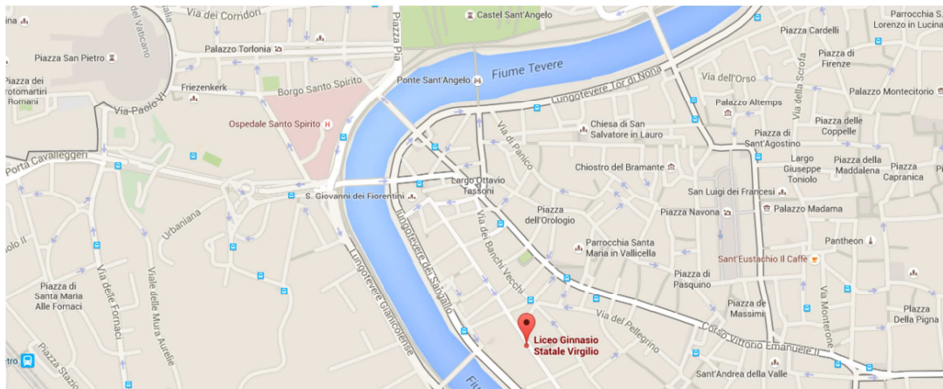 Via dei Corridori
Castel Sant'Angelo
Parrocchia S.
Lorenzo in Lucina
Piazza Cardelli
Piazza Pia
del Vaticano
Palazzo Torlonia
Piazza San Pietro
Fiume Tevere
Piazza di
Firenze
Via della Scrofa
Via dell'Orso
Ponte Sant'Angelo
Borgo Santo Spirito
Piazza dei
Protomartiri
Romani
Friezenkerk
Lungotevere Tor di Nona
Palazzo Altemps
Palazzo Montecitorio
Via Paolo VI
Ospedale Santo Spirito
Via di Panico
Chiesa di San
Salvatore in Lauro
Piazza delle
Coppelle
Piazza di
Sant'Agostino
Porta Cavalleggeri
Largo
Giuseppe
Toniolo
Piazza della
Maddalena
Piazza
Capranica
Chiostro del Bramante
Largo Ottavio
Tassoni
S. Giovanni dei Fiorentini
San Luigi dei Francesi
Palazzo Madama
Piazza Navona
Piazza
dell'Orologio
Urbaniana
Lungotevere dei Sangallo
Via dei Banchi Vecchi
Parrocchia Santa
Maria in Vallicella
Pantheon
Sant'Eustachio Il Caffè
Lungotevere Gianicolense
Piazza di
Pasquino
Piazza di
Santa Maria
Alle Fornaci
Via delle Fornaci
Viale delle Mura Aurelie
Piazza de
Massimi
Via Monterone
Piazza
Della Pigna
Via del Pellegrino
Corso Vittorio Emanuele II
Liceo Ginnasio
Statale Virgilio
Sant'Andrea della Valle
Piazza Stazio
Fiume